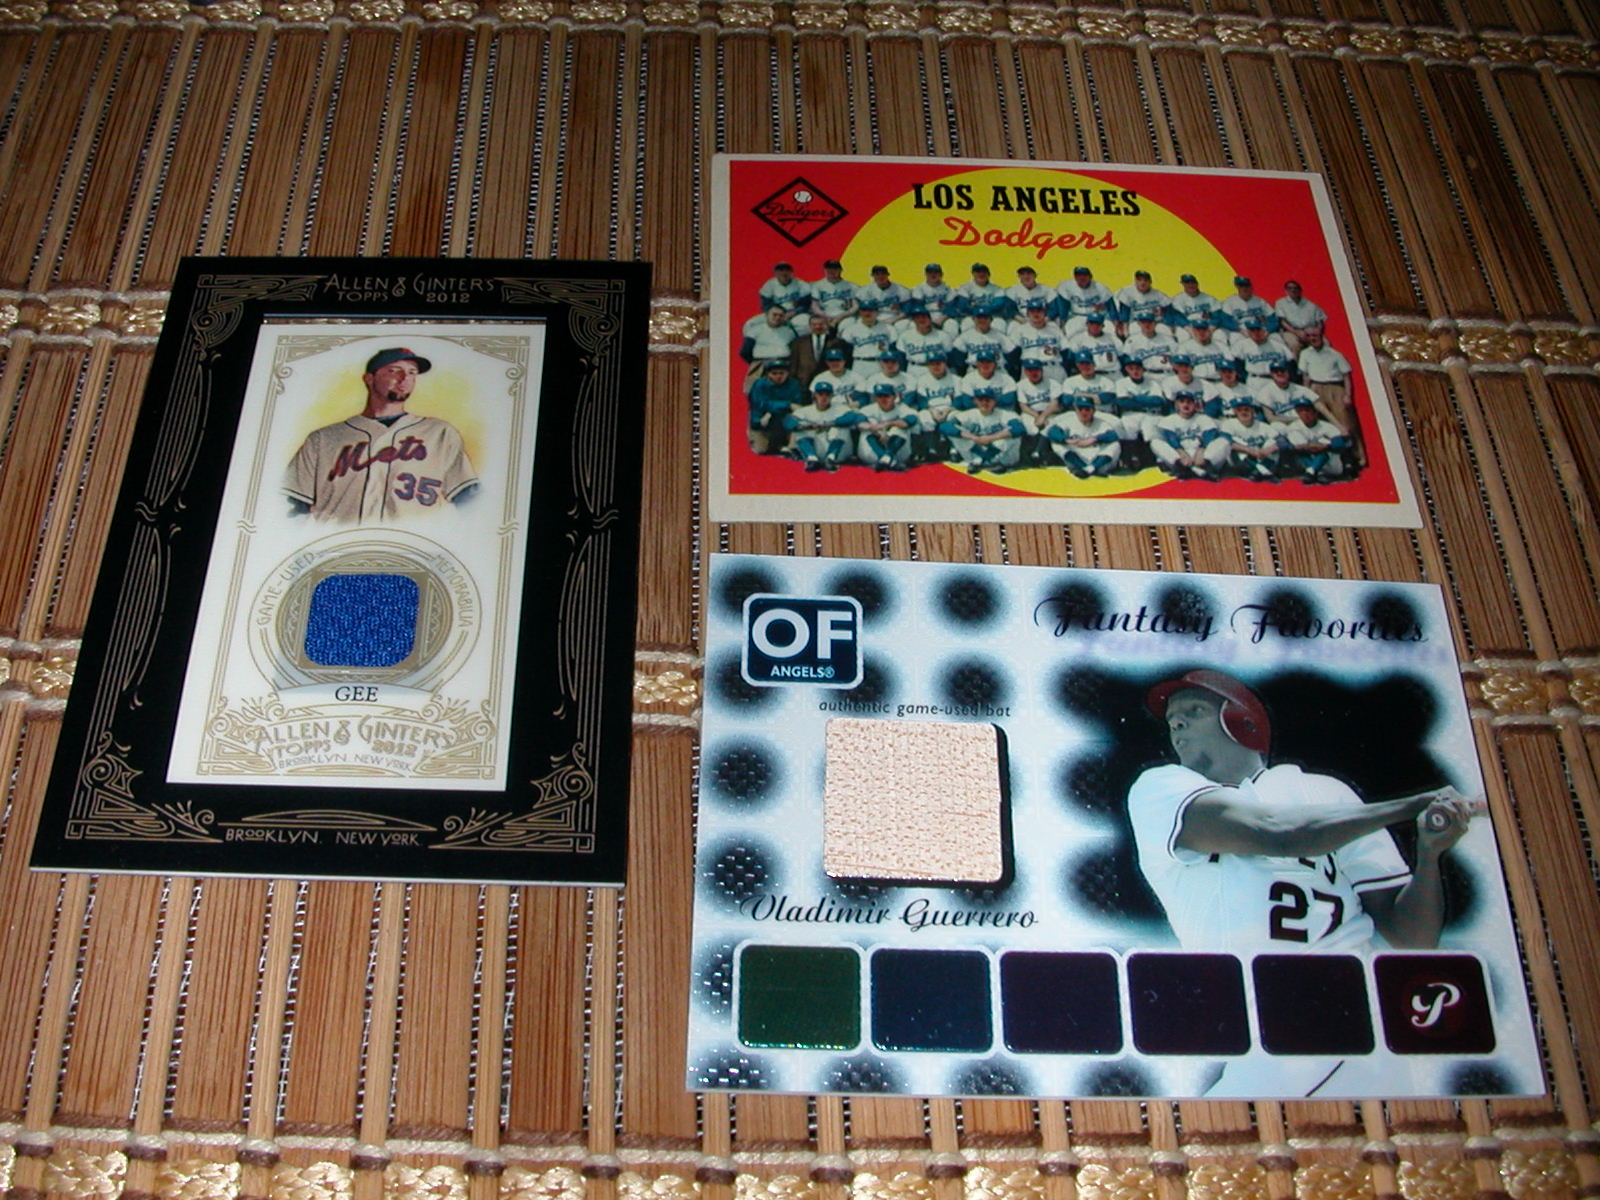 ALLEN & GINTER'S
TOPPS 2012
Mets
35
GAME-USED MEMORABILIA
GEE
ALLEN & GINTER'S
TOPPS 2012
BROOKLYN NEW YORK
BROOKLYN, NEW YORK
Dodgers
LOS ANGELES
Dodgers
OF
ANGELS®
Fantasy Favorites
authentic game-used bat
27
Vladimir Guerrero
P